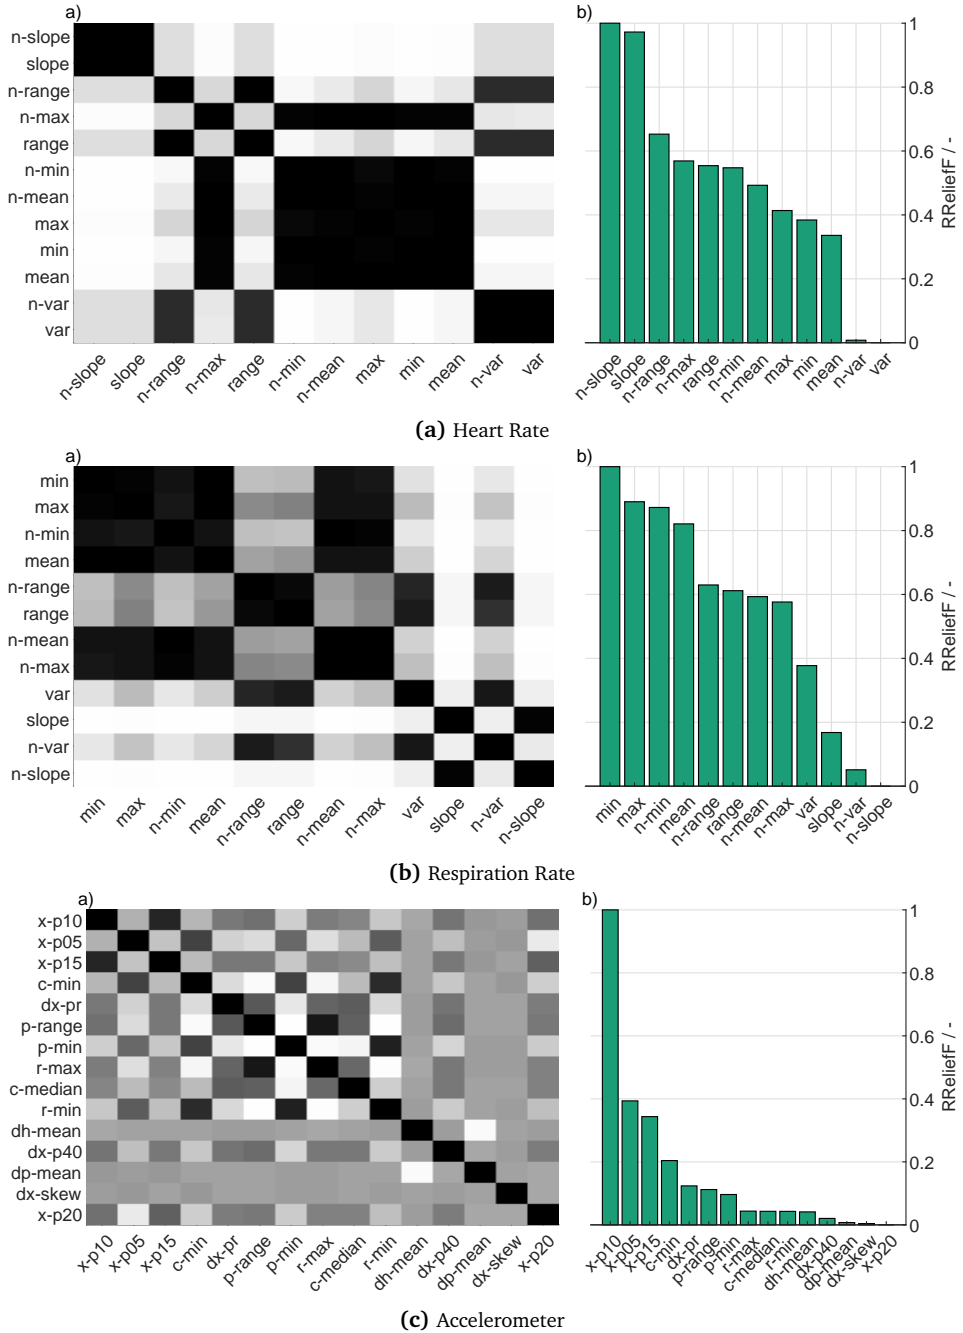 a)
n-slope
slope
n-range
n-max
range
n-min
n-mean
max
min
mean
n-var
var
n-slope slope n-range n-max range n-min n-mean max min mean n-var var
b)
1
0.8
0.6
0.4
0.2
0
RReliefF / -
n-slope slope n-range n-max range n-min n-mean max min mean n-var var
(a) Heart Rate
a)
min
max
n-min
mean
n-range
range
n-mean
n-max
var
slope
n-var
n-slope
min max n-min mean n-range range n-mean n-max var slope n-var n-slope
b)
1
0.8
0.6
0.4
0.2
0
RReliefF / -
min max n-min mean n-range range n-mean n-max var slope n-var n-slope
(b) Respiration Rate
a)
x-p10
x-p05
x-p15
c-min
dx-pr
p-range
p-min
r-max
c-median
r-min
dh-mean
dx-p40
dp-mean
dx-skew
x-p20
x-p10 x-p05 x-p15 c-min dx-pr p-range p-min r-max c-median r-min dh-mean dx-p40 dp-mean dx-skew x-p20
b)
1
0.8
0.6
0.4
0.2
0
RReliefF / -
x-p10 x-p05 x-p15 c-min dx-pr p-range p-min r-max c-median r-min dh-mean dx-p40 dp-mean dx-skew x-p20
(c) Accelerometer